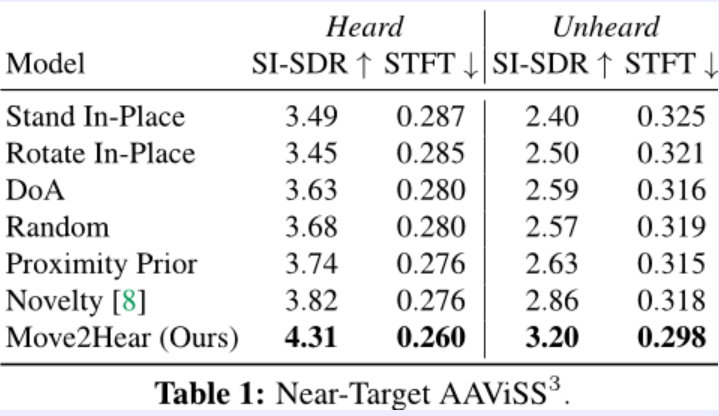 Heard Unheard
Model SI-SDR ↑ STFT ↓ SI-SDR ↑ STFT ↓
Stand In-Place 3.49 0.287 2.40 0.325
Rotate In-Place 3.45 0.285 2.50 0.321
DoA 3.63 0.280 2.59 0.316
Random 3.68 0.280 2.57 0.319
Proximity Prior 3.74 0.276 2.63 0.315
Novelty [8] 3.82 0.276 2.86 0.318
Move2Hear (Ours) 4.31 0.260 3.20 0.298
Table 1: Near-Target AAViSS³.